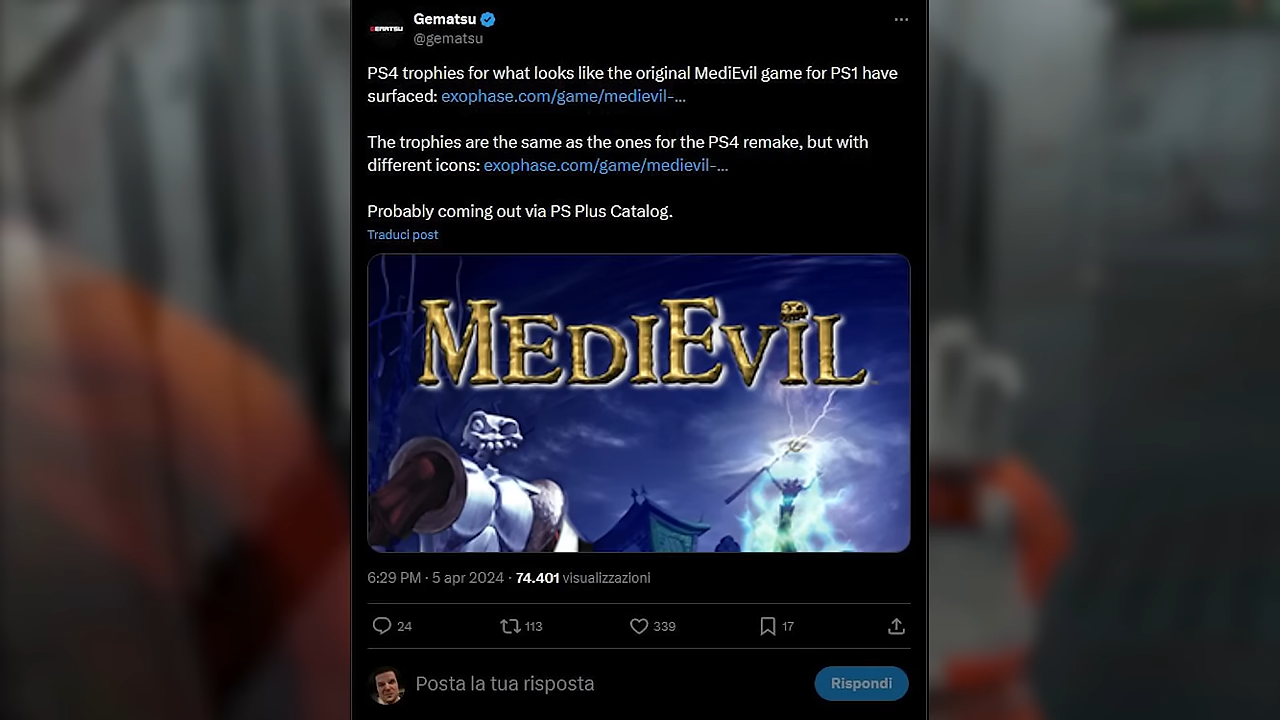 Gematsu
GEMATSU
@gematsu
PS4 trophies for what looks like the original MediEvil game for PS1 have
surfaced: exophase.com/game/medievil-...
The trophies are the same as the ones for the PS4 remake, but with
different icons: exophase.com/game/medievil-...
Probably coming out via PS Plus Catalog.
Traduci post
MEDIEVIL
6:29 PM · 5 apr 2024 · 74.401 visualizzazioni
24 113 339 17
Posta la tua risposta
Rispondi